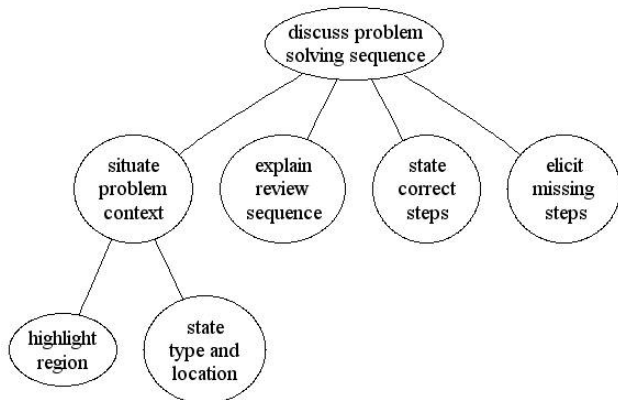 discuss problem
solving sequence
situate
problem
context
explain
review
sequence
state
correct
steps
elicit
missing
steps
highlight
region
state
type and
location